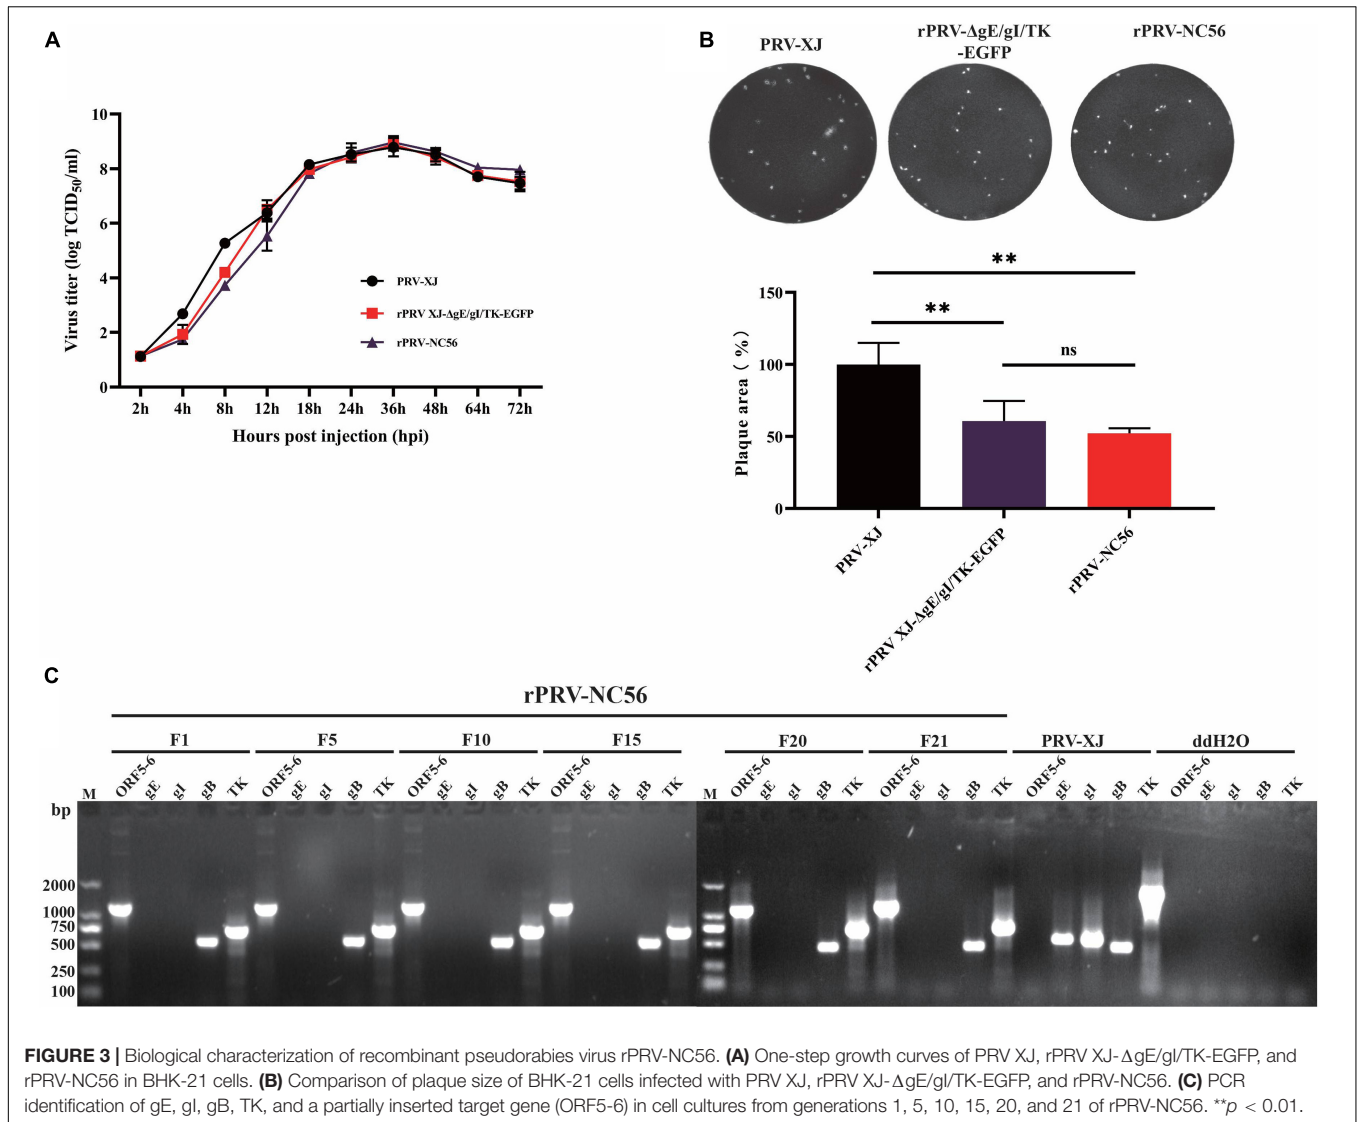 A
10
8
6
4
2
0
Virus titer (log TCID50/ml)
PRV-XJ
rPRV XJ-ΔgE/gI/TK-EGFP
rPRV-NC56
2h 4h 8h 12h 18h 24h 36h 48h 64h 72h
Hours post injection (hpi)
B
PRV-XJ
rPRV-ΔgE/gI/TK
-EGFP
rPRV-NC56
**
**
ns
150
100
50
0
Plaque area ( %)
PRV-XJ
rPRV XJ-ΔgE/gI/TK-EGFP
rPRV-NC56
C
rPRV-NC56
F1 F5 F10 F15 F20 F21 PRV-XJ ddH2O
M ORF5-6 gE gI gB TK ORF5-6 gE gI gB TK ORF5-6 gE gI gB TK ORF5-6 gE gI gB TK M ORF5-6 gE gI gB TK ORF5-6 gE gI gB TK ORF5-6 gE gI gB TK ORF5-6 gE gI gB TK
bp
2000
1000
750
500
250
100
FIGURE 3 | Biological characterization of recombinant pseudorabies virus rPRV-NC56. (A) One-step growth curves of PRV XJ, rPRV XJ-ΔgE/gI/TK-EGFP, and
rPRV-NC56 in BHK-21 cells. (B) Comparison of plaque size of BHK-21 cells infected with PRV XJ, rPRV XJ-ΔgE/gI/TK-EGFP, and rPRV-NC56. (C) PCR
identification of gE, gI, gB, TK, and a partially inserted target gene (ORF5-6) in cell cultures from generations 1, 5, 10, 15, 20, and 21 of rPRV-NC56. **p < 0.01.